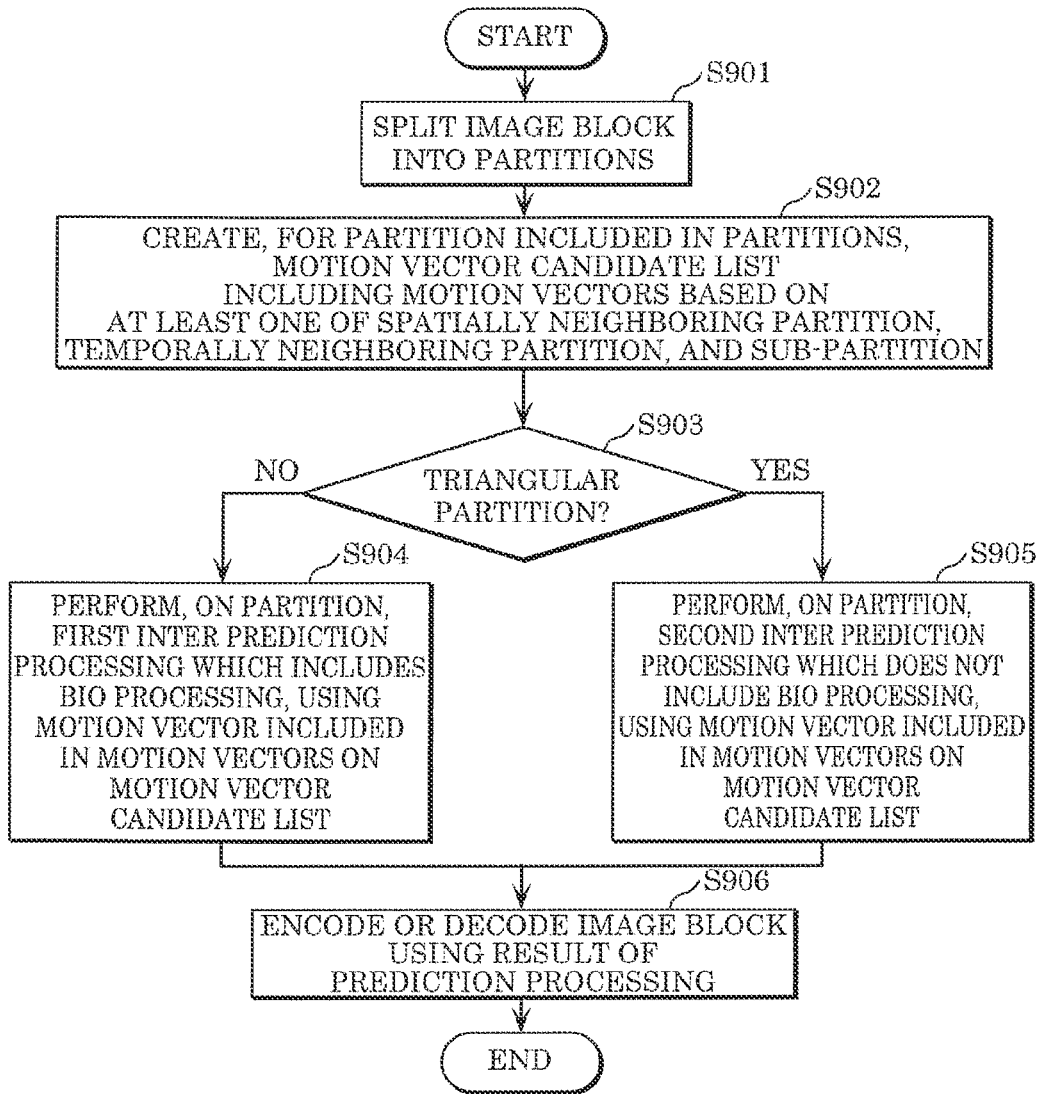 START
S901
SPLIT IMAGE BLOCK
INTO PARTITIONS
S902
CREATE, FOR PARTITION INCLUDED IN PARTITIONS,
MOTION VECTOR CANDIDATE LIST
INCLUDING MOTION VECTORS BASED ON
AT LEAST ONE OF SPATIALLY NEIGHBORING PARTITION,
TEMPORALLY NEIGHBORING PARTITION, AND SUB-PARTITION
S903
NO
TRIANGULAR
PARTITION?
YES
S904
PERFORM, ON PARTITION,
FIRST INTER PREDICTION
PROCESSING WHICH INCLUDES
BIO PROCESSING, USING
MOTION VECTOR INCLUDED
IN MOTION VECTORS ON
MOTION VECTOR
CANDIDATE LIST
S905
PERFORM, ON PARTITION,
SECOND INTER PREDICTION
PROCESSING WHICH DOES NOT
INCLUDE BIO PROCESSING,
USING MOTION VECTOR INCLUDED
IN MOTION VECTORS ON
MOTION VECTOR
CANDIDATE LIST
S906
ENCODE OR DECODE IMAGE BLOCK
USING RESULT OF
PREDICTION PROCESSING
END